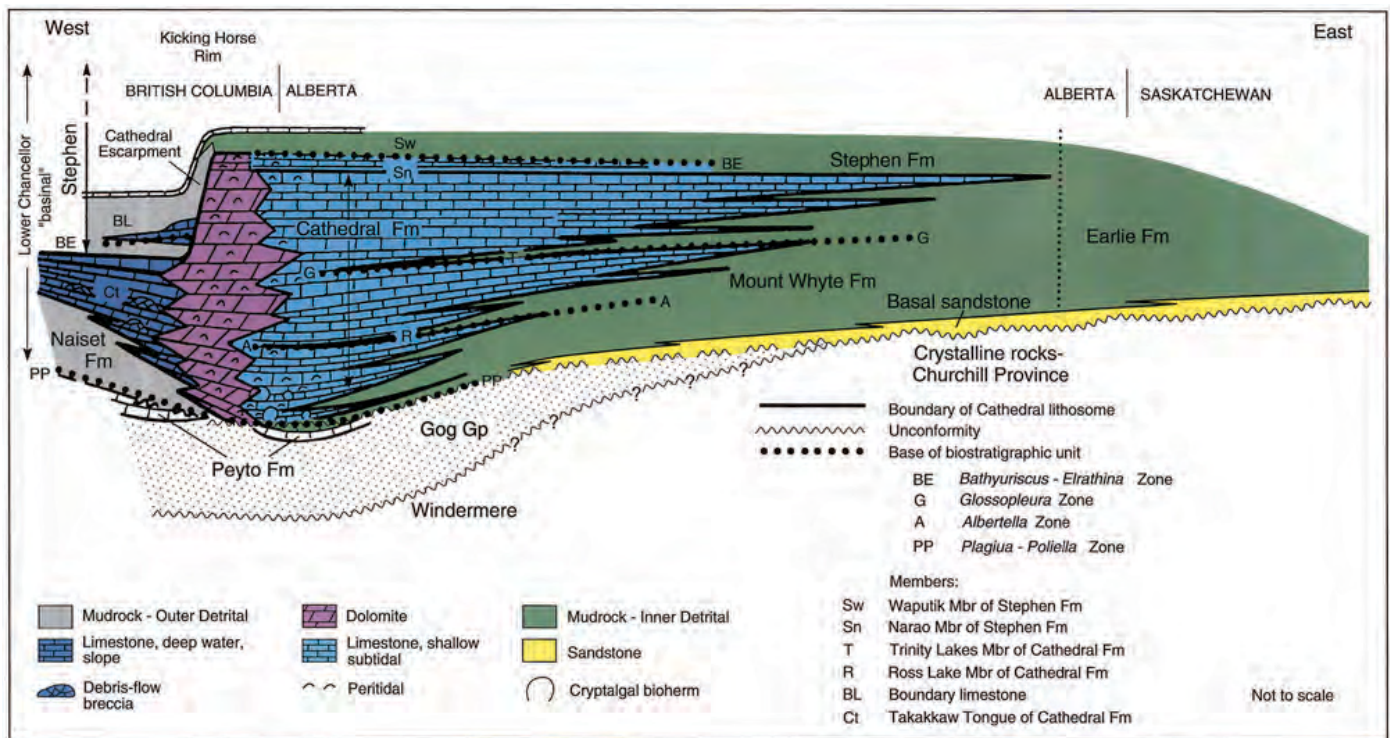 West
East
Kicking Horse
Rim
BRITISH COLUMBIA
ALBERTA
ALBERTA
SASKATCHEWAN
Lower Chancellor
"basinal"
Stephen
Cathedral
Escarpment
Sw
BE
Stephen Fm
Sn
BL
BE
Cathedral Fm
G
T
G
Earlie Fm
Ct
Mount Whyte Fm
A
Basal sandstone
Naiset
Fm
A
R
PP
PP
Crystalline rocks-
Churchill Province
? ? ? ? ?
Gog Gp
Peyto Fm
Windermere
Boundary of Cathedral lithosome
Unconformity
Base of biostratigraphic unit
BE Bathyuriscus - Elrathina Zone
G Glossopleura Zone
A Albertella Zone
PP Plagiua - Poliella Zone
Members:
Sw Waputik Mbr of Stephen Fm
Sn Narao Mbr of Stephen Fm
T Trinity Lakes Mbr of Cathedral Fm
R Ross Lake Mbr of Cathedral Fm
BL Boundary limestone
Ct Takakkaw Tongue of Cathedral Fm
Mudrock - Outer Detrital
Limestone, deep water,
slope
Debris-flow
breccia
Dolomite
Limestone, shallow
subtidal
Peritidal
Mudrock - Inner Detrital
Sandstone
Cryptalgal bioherm
Not to scale